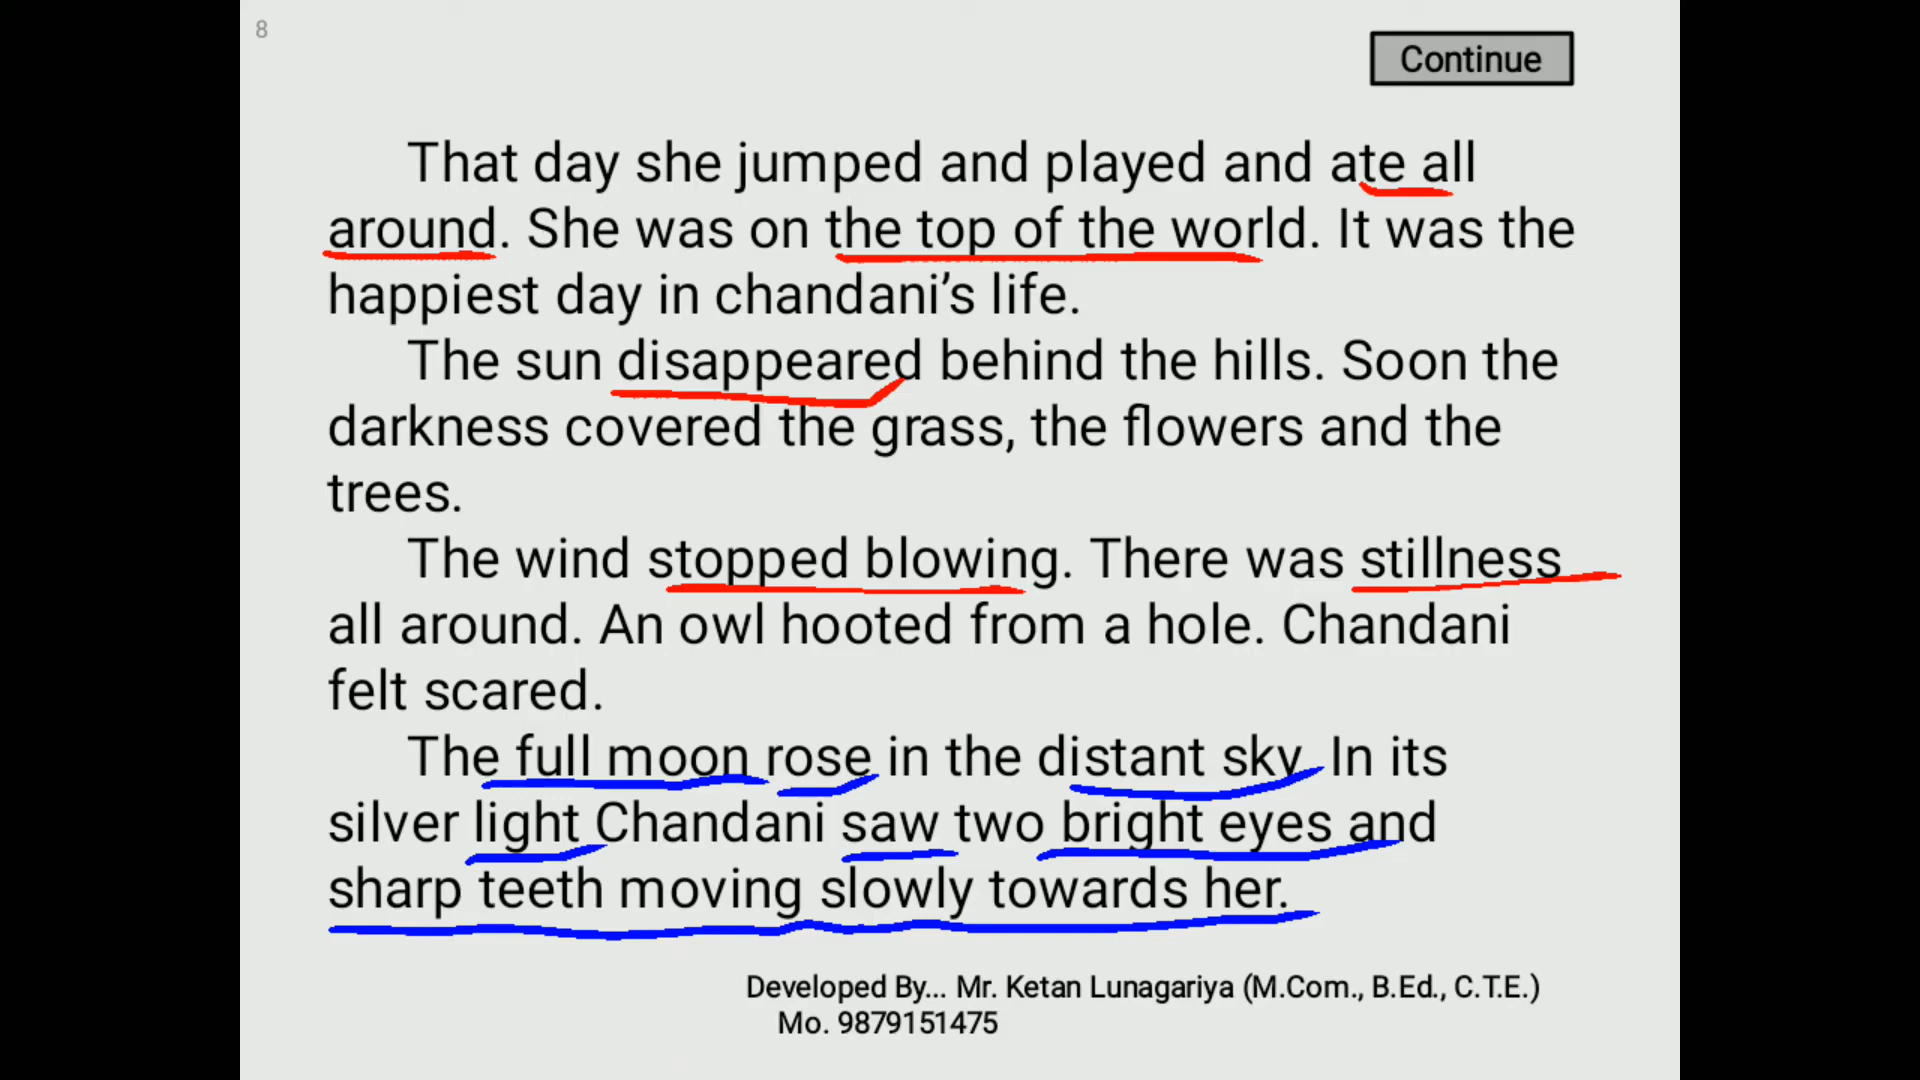 8
Continue
That day she jumped and played and ate all
around. She was on the top of the world. It was the
happiest day in chandani’s life.
The sun disappeared behind the hills. Soon the
darkness covered the grass, the flowers and the
trees.
The wind stopped blowing. There was stillness
all around. An owl hooted from a hole. Chandani
felt scared.
The full moon rose in the distant sky. In its
silver light Chandani saw two bright eyes and
sharp teeth moving slowly towards her.
Developed By... Mr. Ketan Lunagariya (M.Com., B.Ed., C.T.E.)
Mo. 9879151475